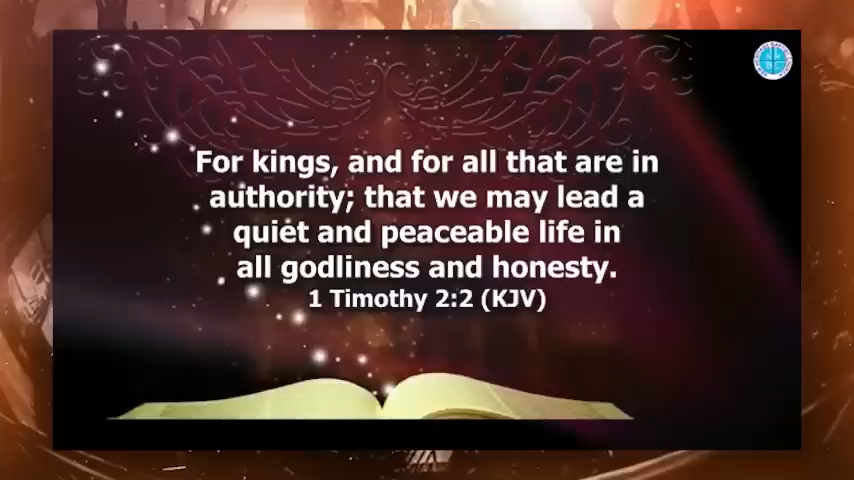 For kings, and for all that are in
authority; that we may lead a
quiet and peaceable life in
all godliness and honesty.
1 Timothy 2:2 (KJV)